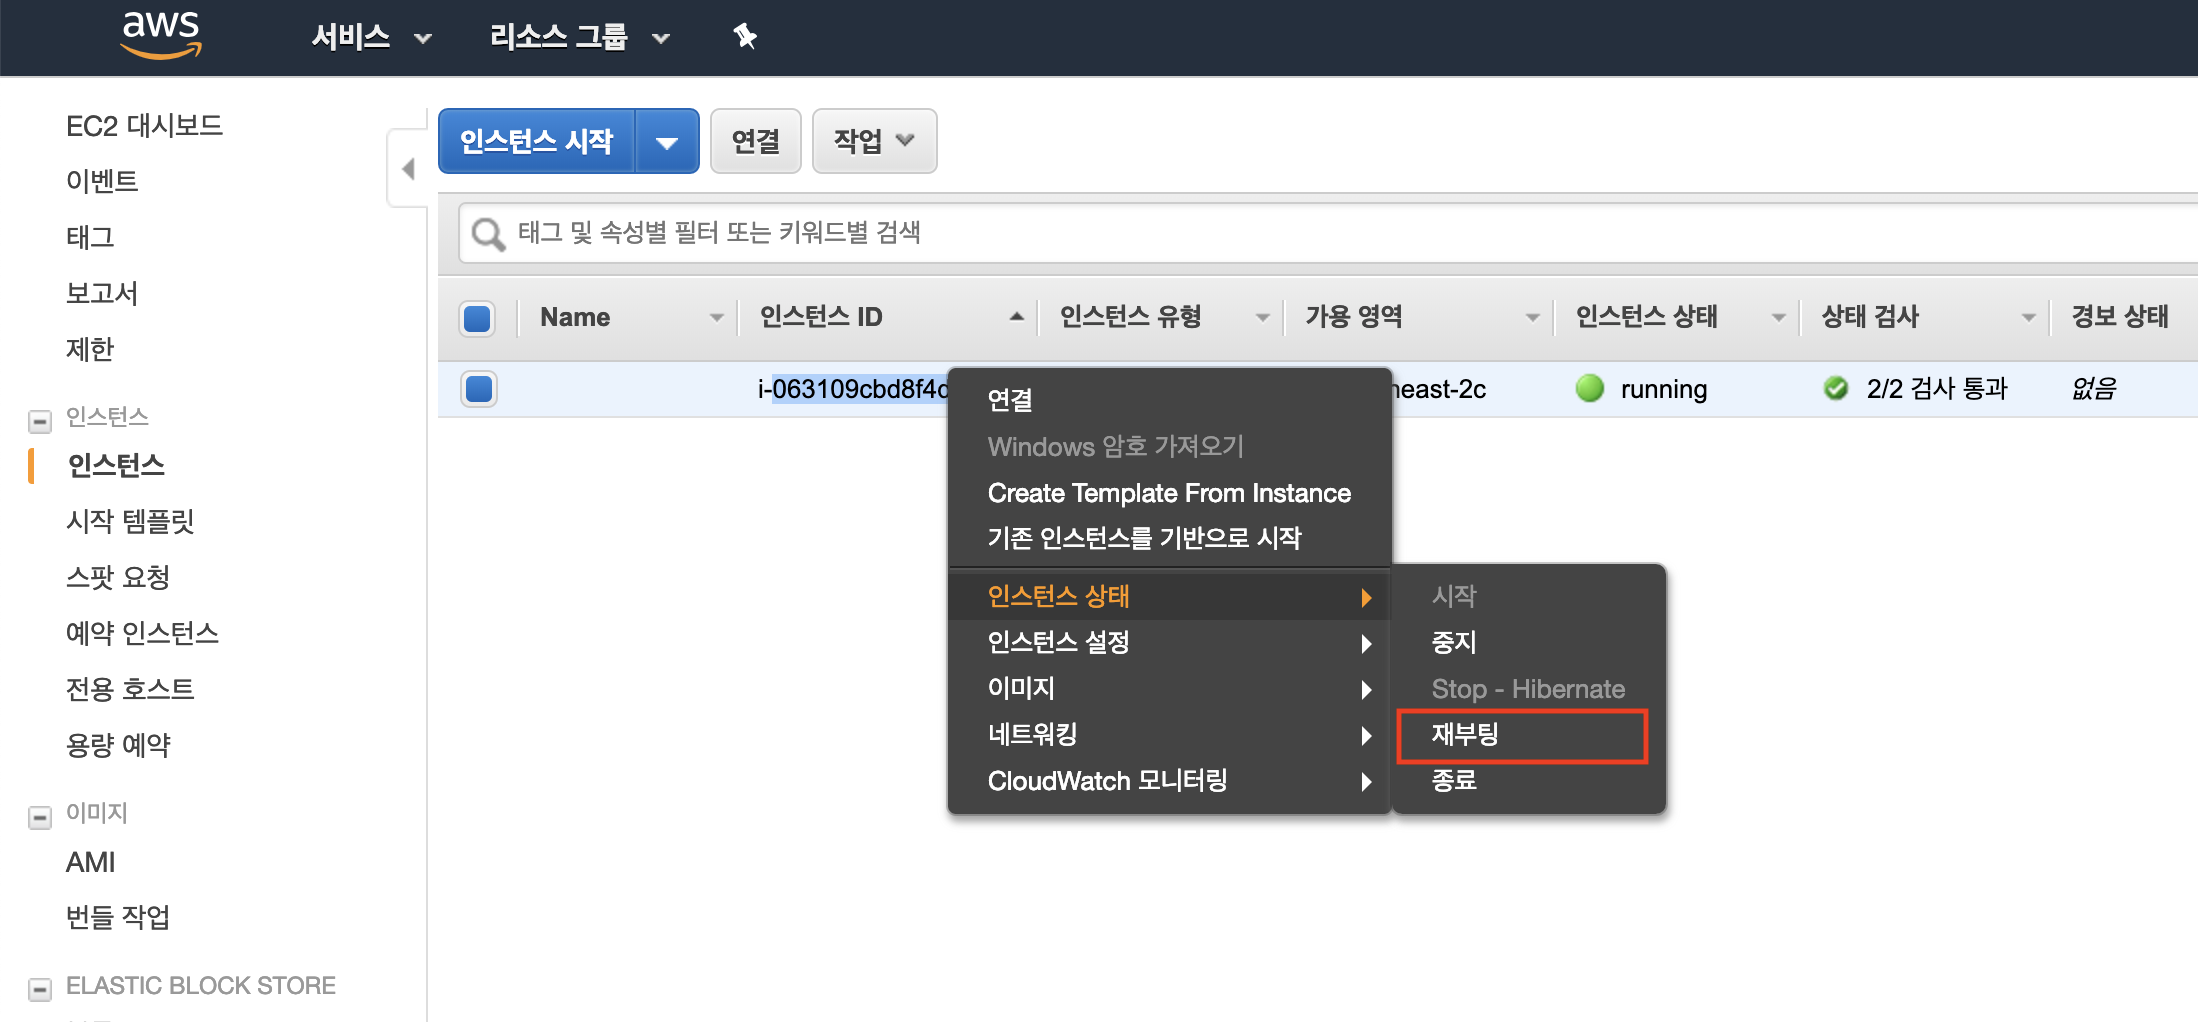 aws 서비스 리소스 그룹
EC2 대시보드
이벤트
태그
보고서
제한
인스턴스
인스턴스
시작 템플릿
스팟 요청
예약 인스턴스
전용 호스트
용량 예약
이미지
AMI
번들 작업
ELASTIC BLOCK STORE
인스턴스 시작 연결 작업
태그 및 속성별 필터 또는 키워드별 검색
Name 인스턴스 ID 인스턴스 유형 가용 영역 인스턴스 상태 상태 검사 경보 상태
i-063109cbd8f4c east-2c running 2/2 검사 통과 없음
연결
Windows 암호 가져오기
Create Template From Instance
기존 인스턴스를 기반으로 시작
인스턴스 상태
인스턴스 설정
이미지
네트워킹
CloudWatch 모니터링
시작
중지
Stop - Hibernate
재부팅
종료